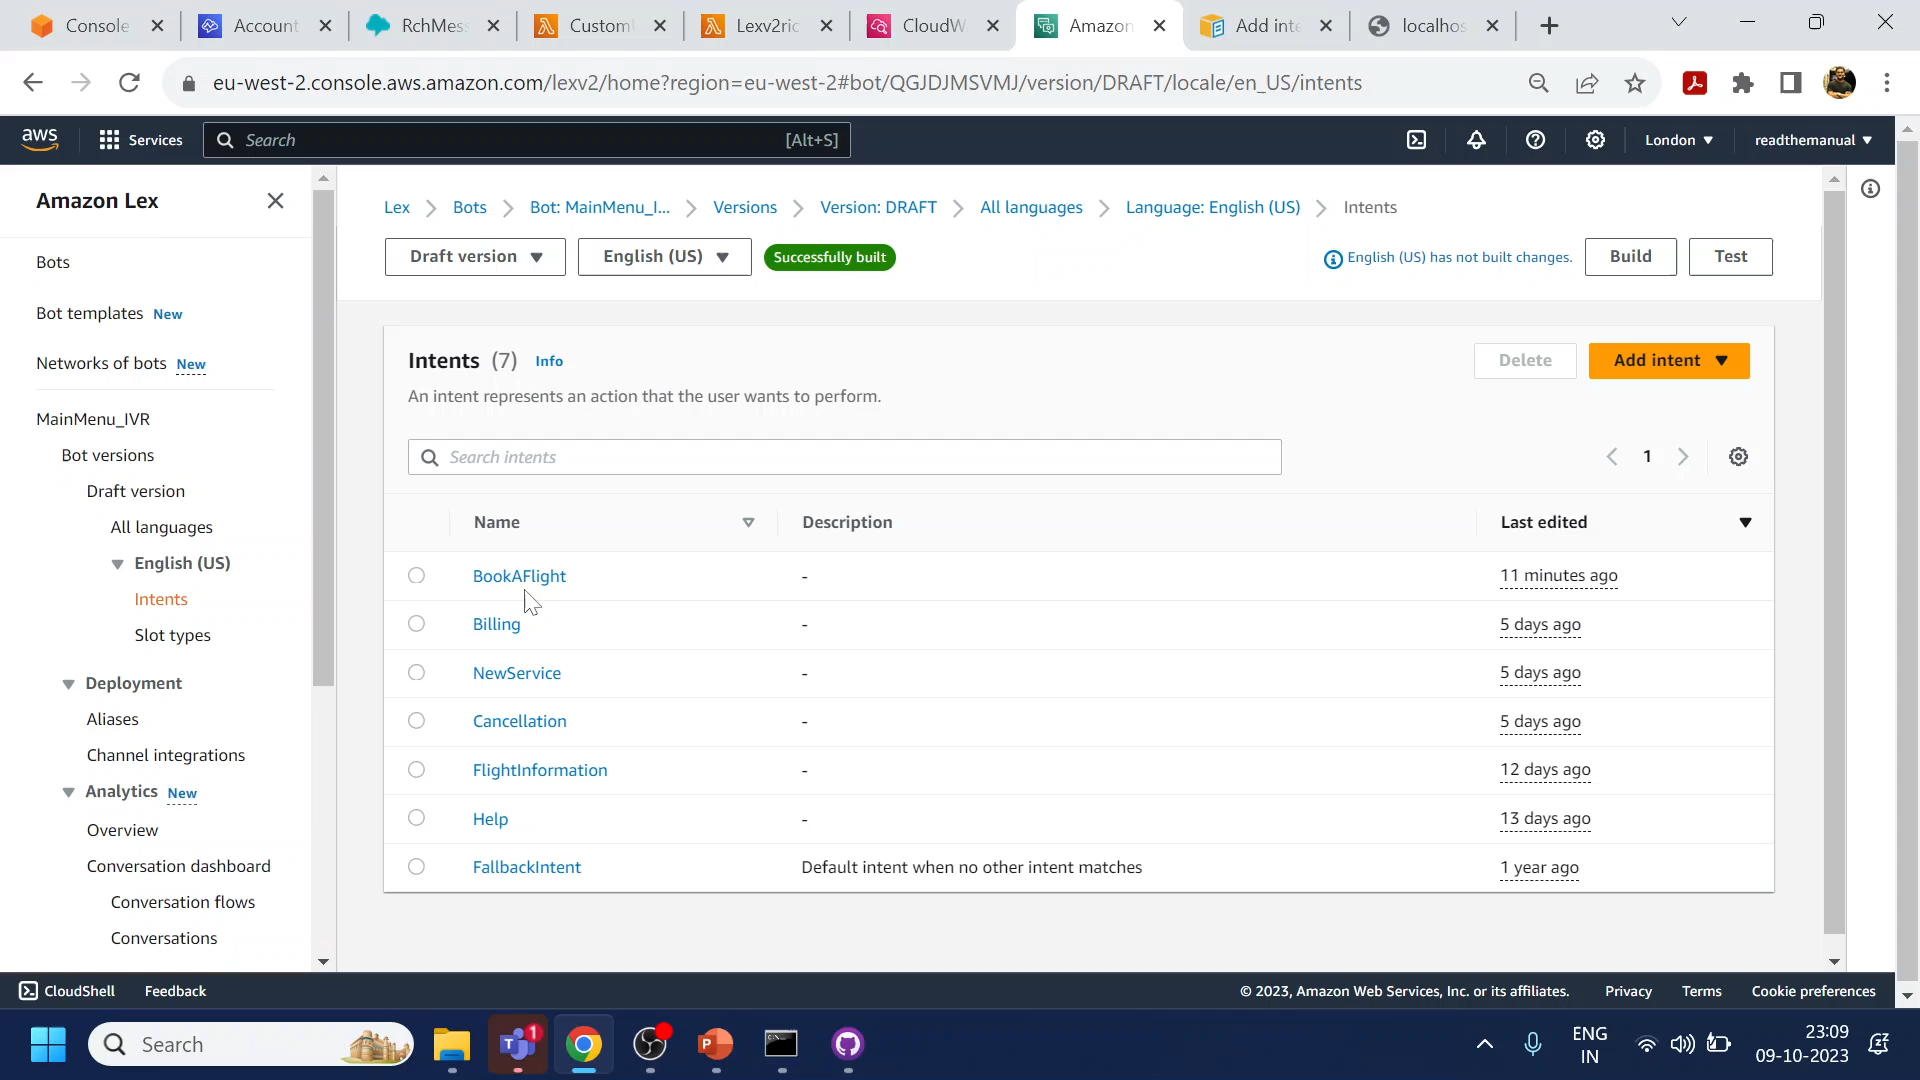 Console
Account
RchMess
Custom
Lexv2ric
CloudW
Amazon
Add inte
localhos
eu-west-2.console.aws.amazon.com/lexv2/home?region=eu-west-2#bot/QGJDJMSVMJ/version/DRAFT/locale/en_US/intents
aws
Services
Search
[Alt+S]
London
readthemanual
Amazon Lex
Bots
Bot templates New
Networks of bots New
MainMenu_IVR
Bot versions
Draft version
All languages
English (US)
Intents
Slot types
Deployment
Aliases
Channel integrations
Analytics New
Overview
Conversation dashboard
Conversation flows
Conversations
Lex > Bots > Bot: MainMenu_I... > Versions > Version: DRAFT > All languages > Language: English (US) > Intents
Draft version
English (US)
Successfully built
English (US) has not built changes.
Build
Test
Intents (7) Info
An intent represents an action that the user wants to perform.
Delete
Add intent
Search intents
1
Name Description Last edited
BookAFlight - 11 minutes ago
Billing - 5 days ago
NewService - 5 days ago
Cancellation - 5 days ago
FlightInformation - 12 days ago
Help - 13 days ago
FallbackIntent Default intent when no other intent matches 1 year ago
CloudShell
Feedback
© 2023, Amazon Web Services, Inc. or its affiliates.
Privacy
Terms
Cookie preferences
Search
1
ENG
IN
23:09
09-10-2023